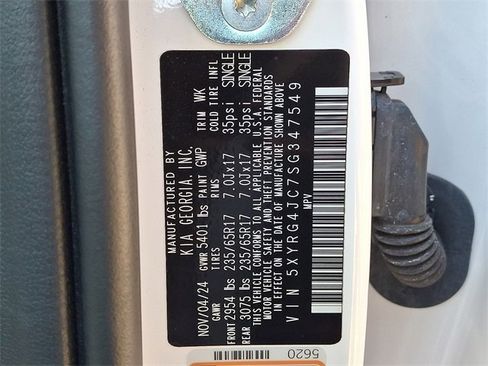 MANUFACTURED BY
KIA GEORGIA, INC.
NOV/04/24 GVWR 5401 lbs PAINT GWP TRIM WK
GAWR TIRES RIMS COLD TIRE INFL
FRONT 2954 lbs 235/65R17 7.0Jx17 35psi SINGLE
REAR 3075 lbs 235/65R17 7.0Jx17 35psi SINGLE
THIS VEHICLE CONFORMS TO ALL APPLICABLE U.S.A. FEDERAL
MOTOR VEHICLE SAFETY AND THEFT PREVENTION STANDARDS
IN EFFECT ON THE DATE OF MANUFACTURE SHOWN ABOVE
VIN 5XYRG4JC7SG347549
MPV
5620